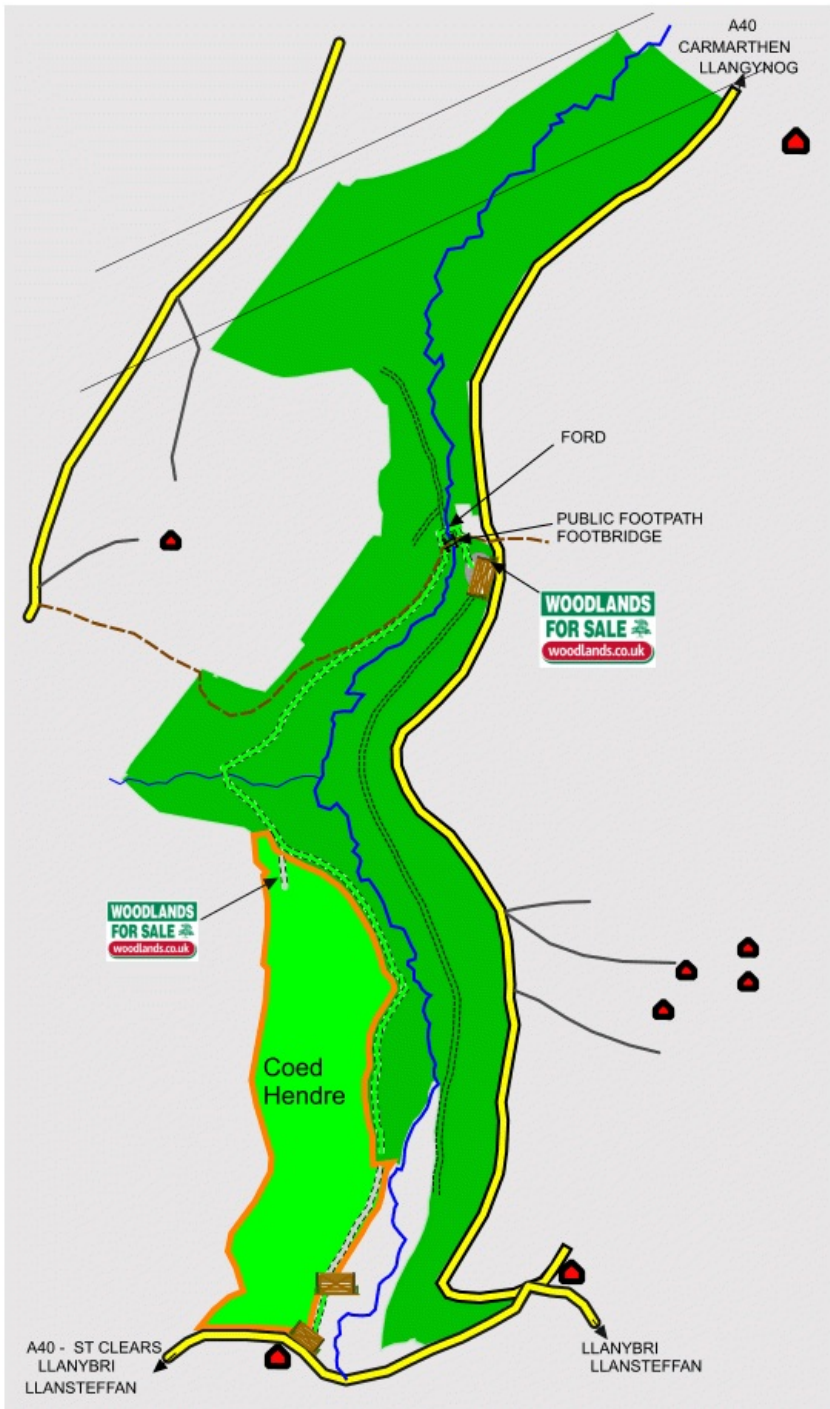 A40
CARMARTHEN
LLANGYNOG
FORD
PUBLIC FOOTPATH
FOOTBRIDGE
WOODLANDS
FOR SALE
woodlands.co.uk
WOODLANDS
FOR SALE
woodlands.co.uk
Coed
Hendre
A40 - ST CLEARS
LLANYBRI
LLANSTEFFAN
LLANYBRI
LLANSTEFFAN